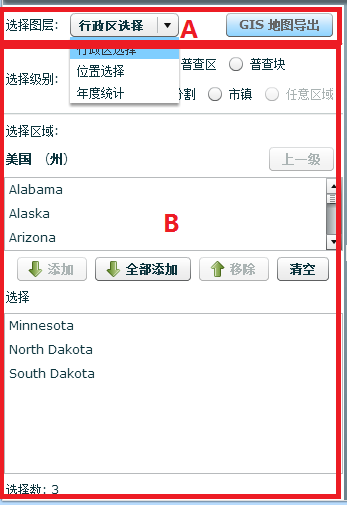 选择图层: 行政区选择 A GIS 地图导出
行政区选择
位置选择
年度统计
选择级别: 普查区 普查块
分割 市镇 任意区域
选择区域:
美国 （州） 上一级
Alabama
Alaska
Arizona
B
添加 全部添加 移除 清空
选择
Minnesota
North Dakota
South Dakota
选择数: 3